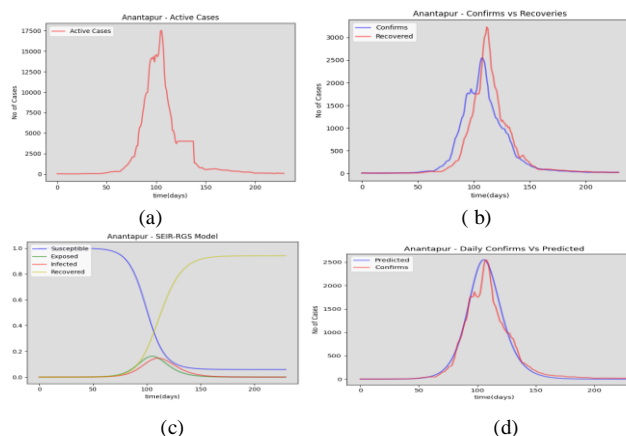 Anantapur - Active Cases
Active Cases
No of Cases
17500
15000
12500
10000
7500
5000
2500
0
0 50 100 150 200
time(days)
(a)
Anantapur - Confirms vs Recoveries
Confirms
Recovered
No of Cases
3000
2500
2000
1500
1000
500
0
0 50 100 150 200
time(days)
( b)
Anantapur - SEIR-RGS Model
Susceptible
Exposed
Infected
Recovered
1.0
0.8
0.6
0.4
0.2
0.0
0 50 100 150 200
time(days)
(c)
Anantapur - Daily Confirms Vs Predicted
Predicted
Confirms
No of Cases
2500
2000
1500
1000
500
0
0 50 100 150 200
time(days)
(d)